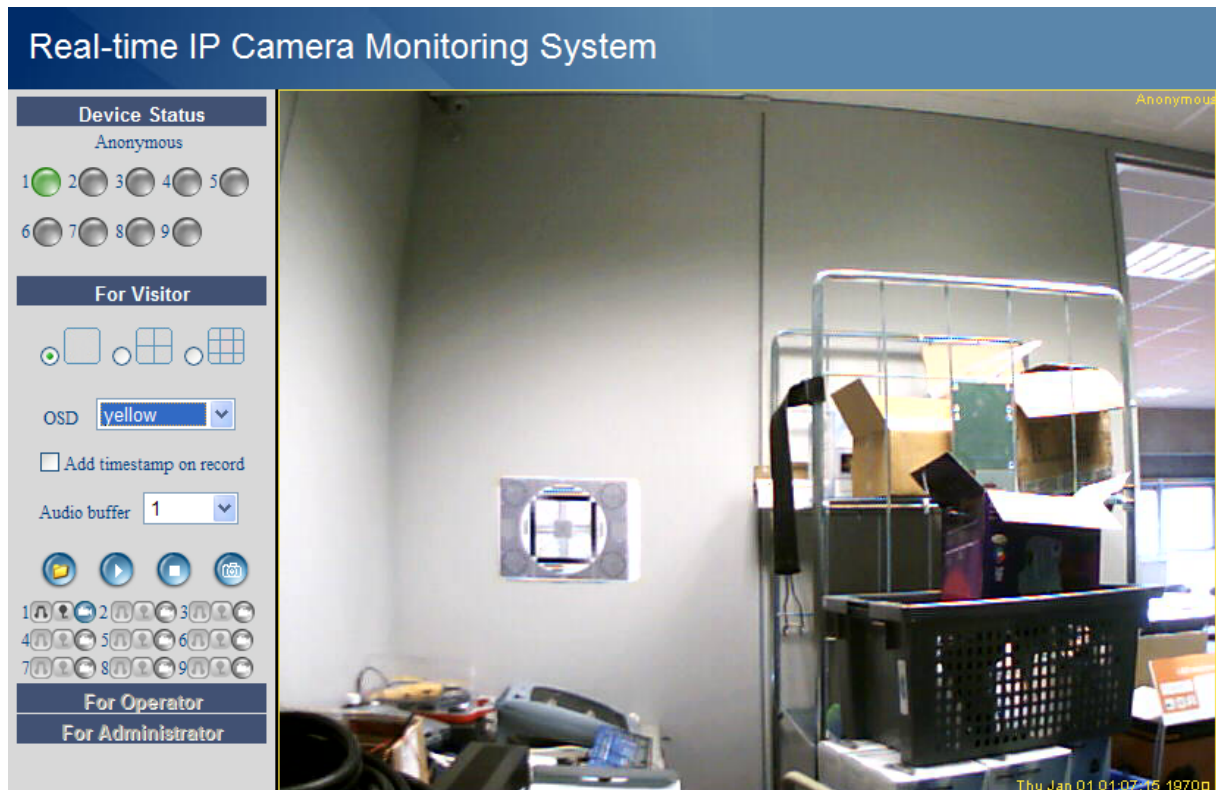 Real-time IP Camera Monitoring System
Device Status
Anonymous
1 2 3 4 5
6 7 8 9
For Visitor
OSD yellow
Add timestamp on record
Audio buffer 1
1 2 3
4 5 6
7 8 9
For Operator
For Administrator
Anonymous
Thu Jan 01 01:07:15 1970